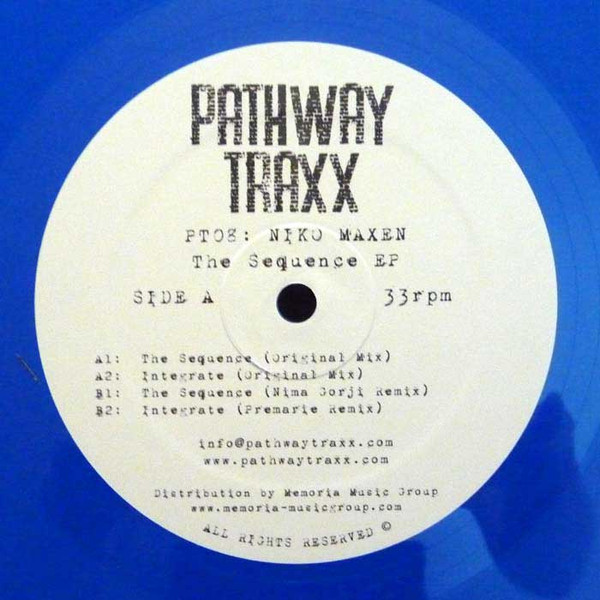 PATHWAY
TRAXX
PT08: NIKO MAXEN
The Sequence EP
SIDE A 33rpm
A1: The Sequence (Original Mix)
A2: Integrate (Original Mix)
B1: The Sequence (Nima Gorji Remix)
B2: Integrate (Premarie Remix)
info@pathwaytraxx.com
www.pathwaytraxx.com
Distribution by Memoria Music Group
www.memoria-musicgroup.com
ALL RIGHTS RESERVED ©